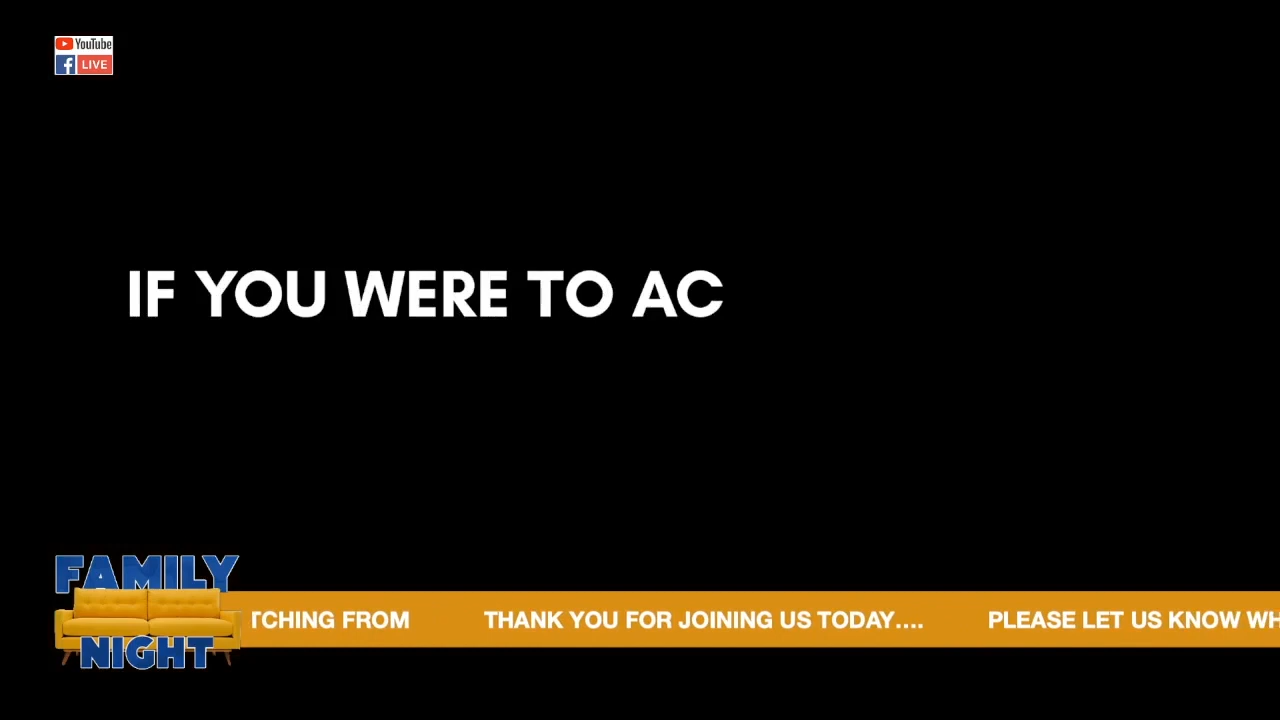 YouTube
f LIVE
IF YOU WERE TO AC
FAMILY
NIGHT
TCHING FROM THANK YOU FOR JOINING US TODAY.... PLEASE LET US KNOW WH